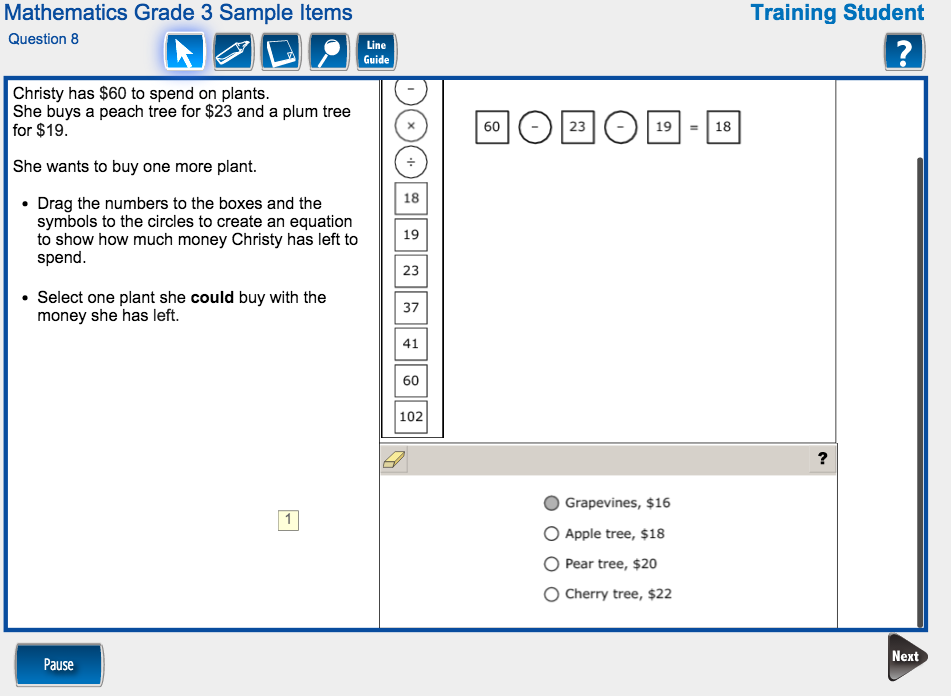 Mathematics Grade 3 Sample Items
Training Student
Question 8
Line
Guide
?
Christy has $60 to spend on plants.
She buys a peach tree for $23 and a plum tree
for $19.
She wants to buy one more plant.
• Drag the numbers to the boxes and the
symbols to the circles to create an equation
to show how much money Christy has left to
spend.
• Select one plant she could buy with the
money she has left.
1
−
×
÷
18
19
23
37
41
60
102
60 − 23 − 19 = 18
?
Grapevines, $16
Apple tree, $18
Pear tree, $20
Cherry tree, $22
Pause
Next